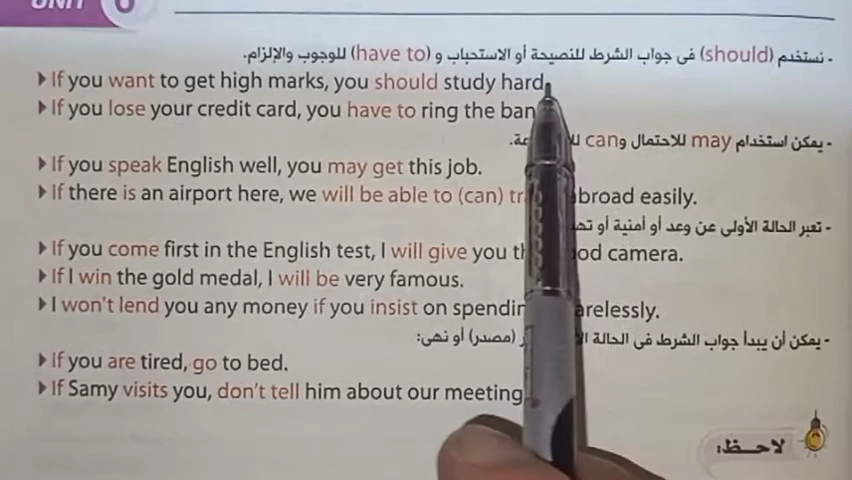 UNIT 6
- نستخدم (should) فى جواب الشرط للنصيحة أو الاستحباب و (have to) للوجوب والإلزام.
If you want to get high marks, you should study hard
If you lose your credit card, you have to ring the ban
- يمكن استخدام may للاحتمال و can
If you speak English well, you may get this job.
If there is an airport here, we will be able to (can) abroad easily.
- تعبر الحالة الأولى عن وعد أو أمنية أو
If you come first in the English test, I will give you camera.
If I win the gold medal, I will be very famous.
I won't lend you any money if you insist on
- يمكن أن يبدأ جواب الشرط فى الحالة (مصدر) أو نهى:
If you are tired, go to bed.
If Samy visits you, don't tell him about our meeting
لاحظ: